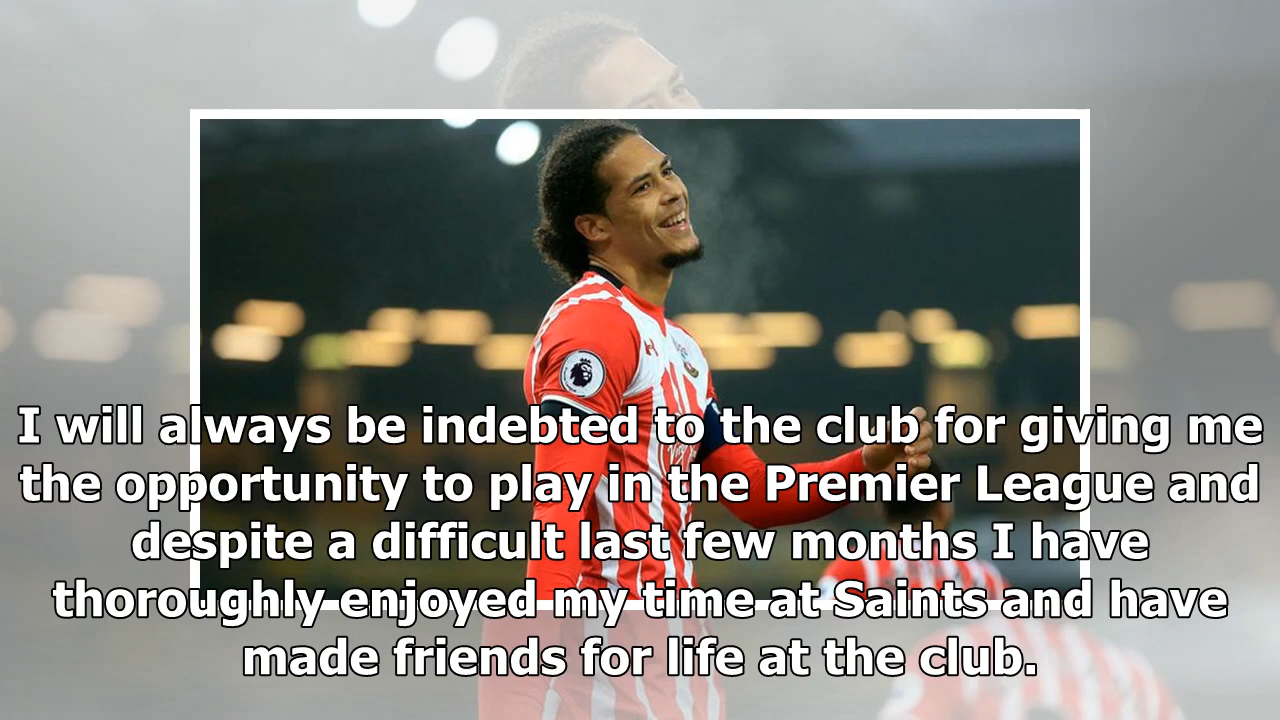 I will always be indebted to the club for giving me
the opportunity to play in the Premier League and
despite a difficult last few months I have
thoroughly enjoyed my time at Saints and have
made friends for life at the club.